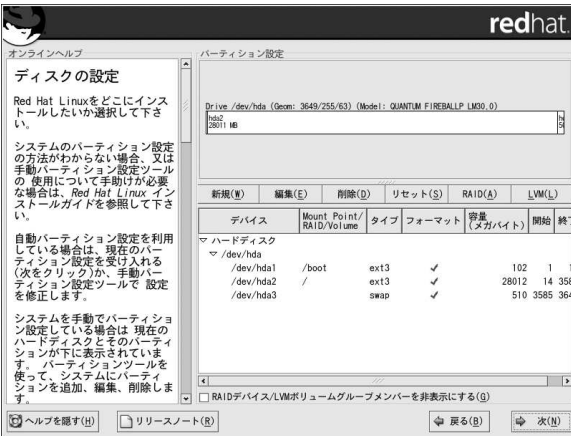 redhat.
オンラインヘルプ
ディスクの設定
Red Hat Linuxをどこにインス
トールしたいか選択して下さ
い。
システムのパーティション設定
の方法がわからない場合、又は
手動パーティション設定ツール
の 使用について手助けが必要
な場合は、Red Hat Linux イン
ストールガイドを参照して下さ
い。
自動パーティション設定を利用
している場合は、現在のパー
ティション設定を受け入れる
(次をクリック)か、手動パー
ティション設定ツールで 設定
を修正します。
システムを手動でパーティショ
ン設定している場合は 現在の
ハードディスクとそのパーティ
ションが下に表示されていま
す。 パーティションツールを
使って、システムにパーティ
ションを追加、編集、削除しま
す。
パーティション設定
Drive /dev/hda (Geom: 3649/255/63) (Model: QUANTUM FIREBALLP LM30.0)
hda2
28011 MB
新規(W) 編集(E) 削除(D) リセット(S) RAID(A) LVM(L)
デバイス Mount Point/ RAID/Volume タイプ フォーマット 容量 (メガバイト) 開始
ハードディスク
/dev/hda
/dev/hda1 /boot ext3 ✓ 102 1
/dev/hda2 / ext3 ✓ 28012 14
/dev/hda3 swap ✓ 510 3585
RAIDデバイス/LVMボリュームグループメンバーを非表示にする(G)
ヘルプを隠す(H) リリースノート(R) 戻る(B) 次(N)